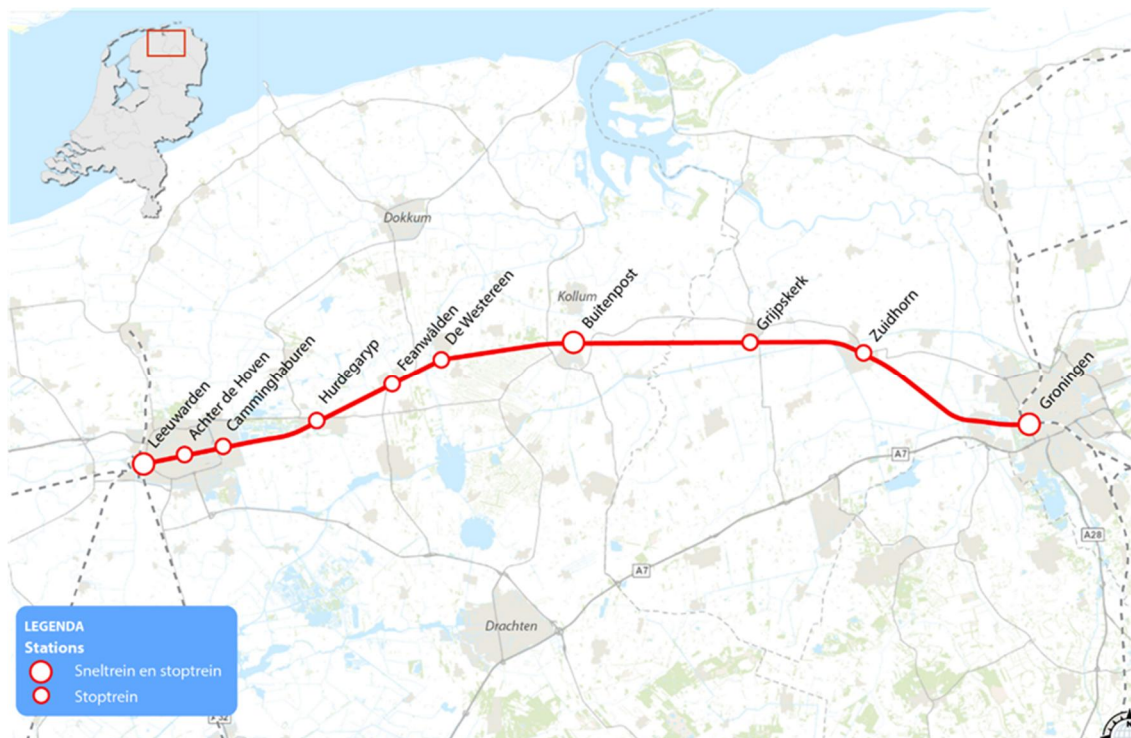 Dokkum
Kollum
Leeuwarden
Achter de Hoven
Camminghaburen
Hurdegaryp
Feanwâlden
De Westereen
Buitenpost
Grijpskerk
Zuidhorn
Groningen
A7
A7
A28
Drachten
LEGENDA
Stations
Sneltrein en stoptrein
Stoptrein